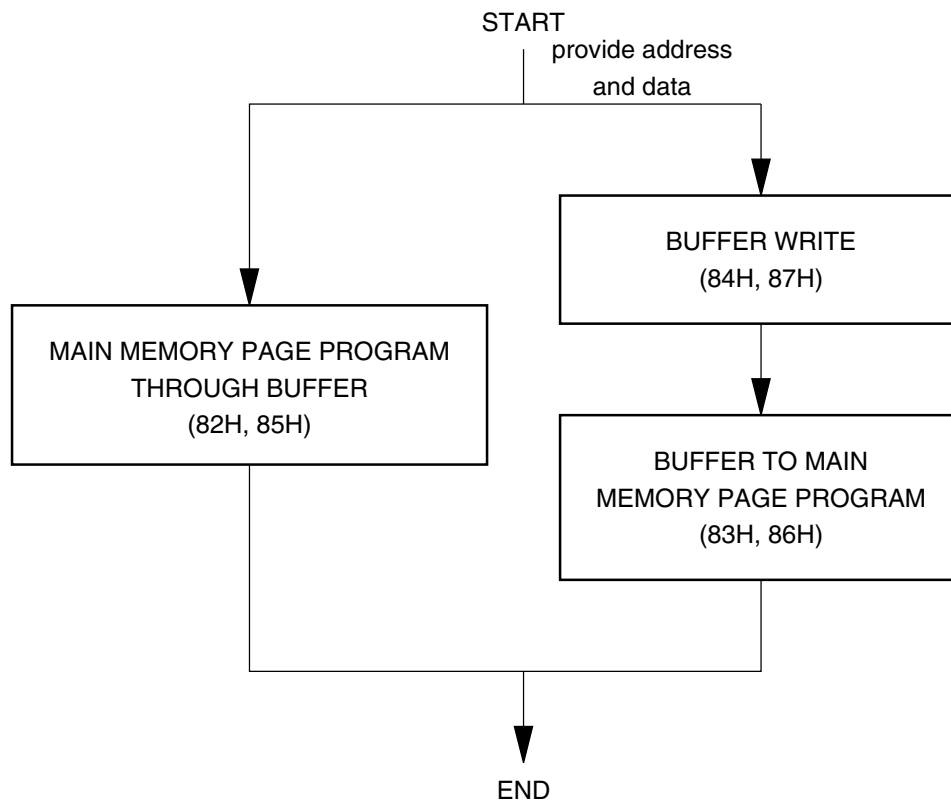 START
provide address
and data
BUFFER WRITE
(84H, 87H)
MAIN MEMORY PAGE PROGRAM
THROUGH BUFFER
(82H, 85H)
BUFFER TO MAIN
MEMORY PAGE PROGRAM
(83H, 86H)
END